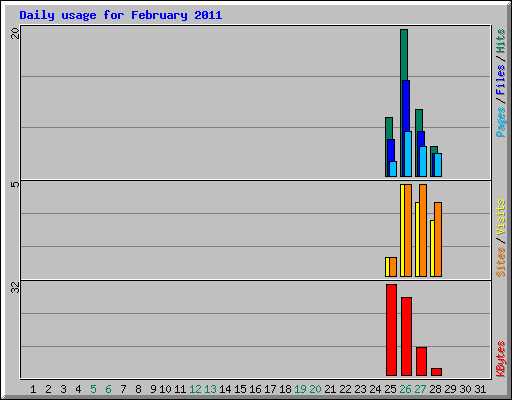 Daily usage for February 2011
20
5
32
Pages / Files / Hits
Sites / Visits
KBytes
1 2 3 4 5 6 7 8 9 10 11 12 13 14 15 16 17 18 19 20 21 22 23 24 25 26 27 28 29 30 31